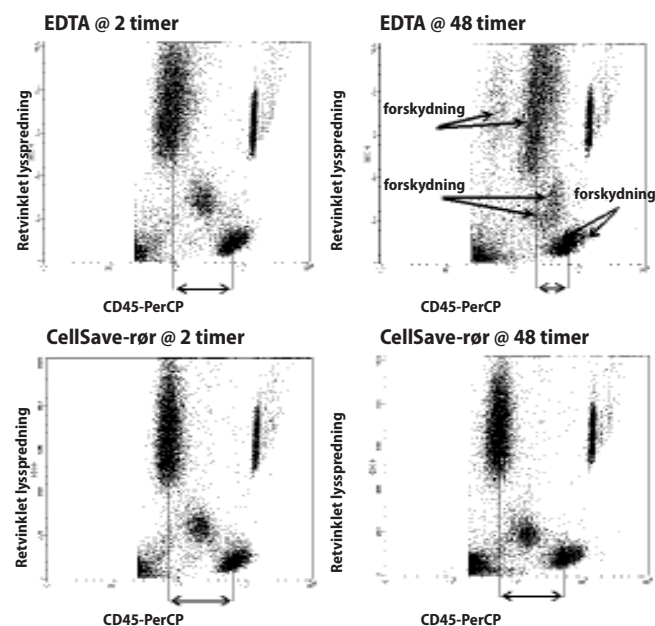 EDTA @ 2 timer
EDTA @ 48 timer
Retvinklet lysspredning
Retvinklet lysspredning
forskydning
forskydning
forskydning
CD45-PerCP
CD45-PerCP
CellSave-rør @ 2 timer
CellSave-rør @ 48 timer
Retvinklet lysspredning
Retvinklet lysspredning
CD45-PerCP
CD45-PerCP